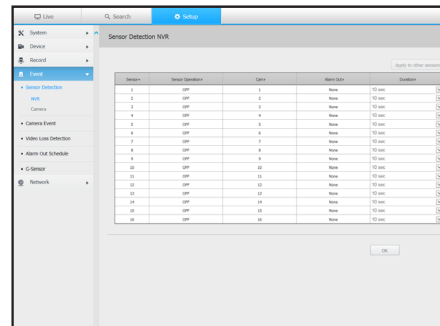 Live
Search
Setup
System
Device
Record
Event
Sensor Detection
NVR
Camera
Camera Event
Video Loss Detection
Alarm Out Schedule
G-Sensor
Network
Sensor Detection NVR
Apply to other sensors
Sensor Sensor Operation Cam Alarm Out Duration
1 OFF 1 None 10 sec
2 OFF 2 None 10 sec
3 OFF 3 None 10 sec
4 OFF 4 None 10 sec
5 OFF 5 None 10 sec
6 OFF 6 None 10 sec
7 OFF 7 None 10 sec
8 OFF 8 None 10 sec
9 OFF 9 None 10 sec
10 OFF 10 None 10 sec
11 OFF 11 None 10 sec
12 OFF 12 None 10 sec
13 OFF 13 None 10 sec
14 OFF 14 None 10 sec
15 OFF 15 None 10 sec
16 OFF 16 None 10 sec
OK